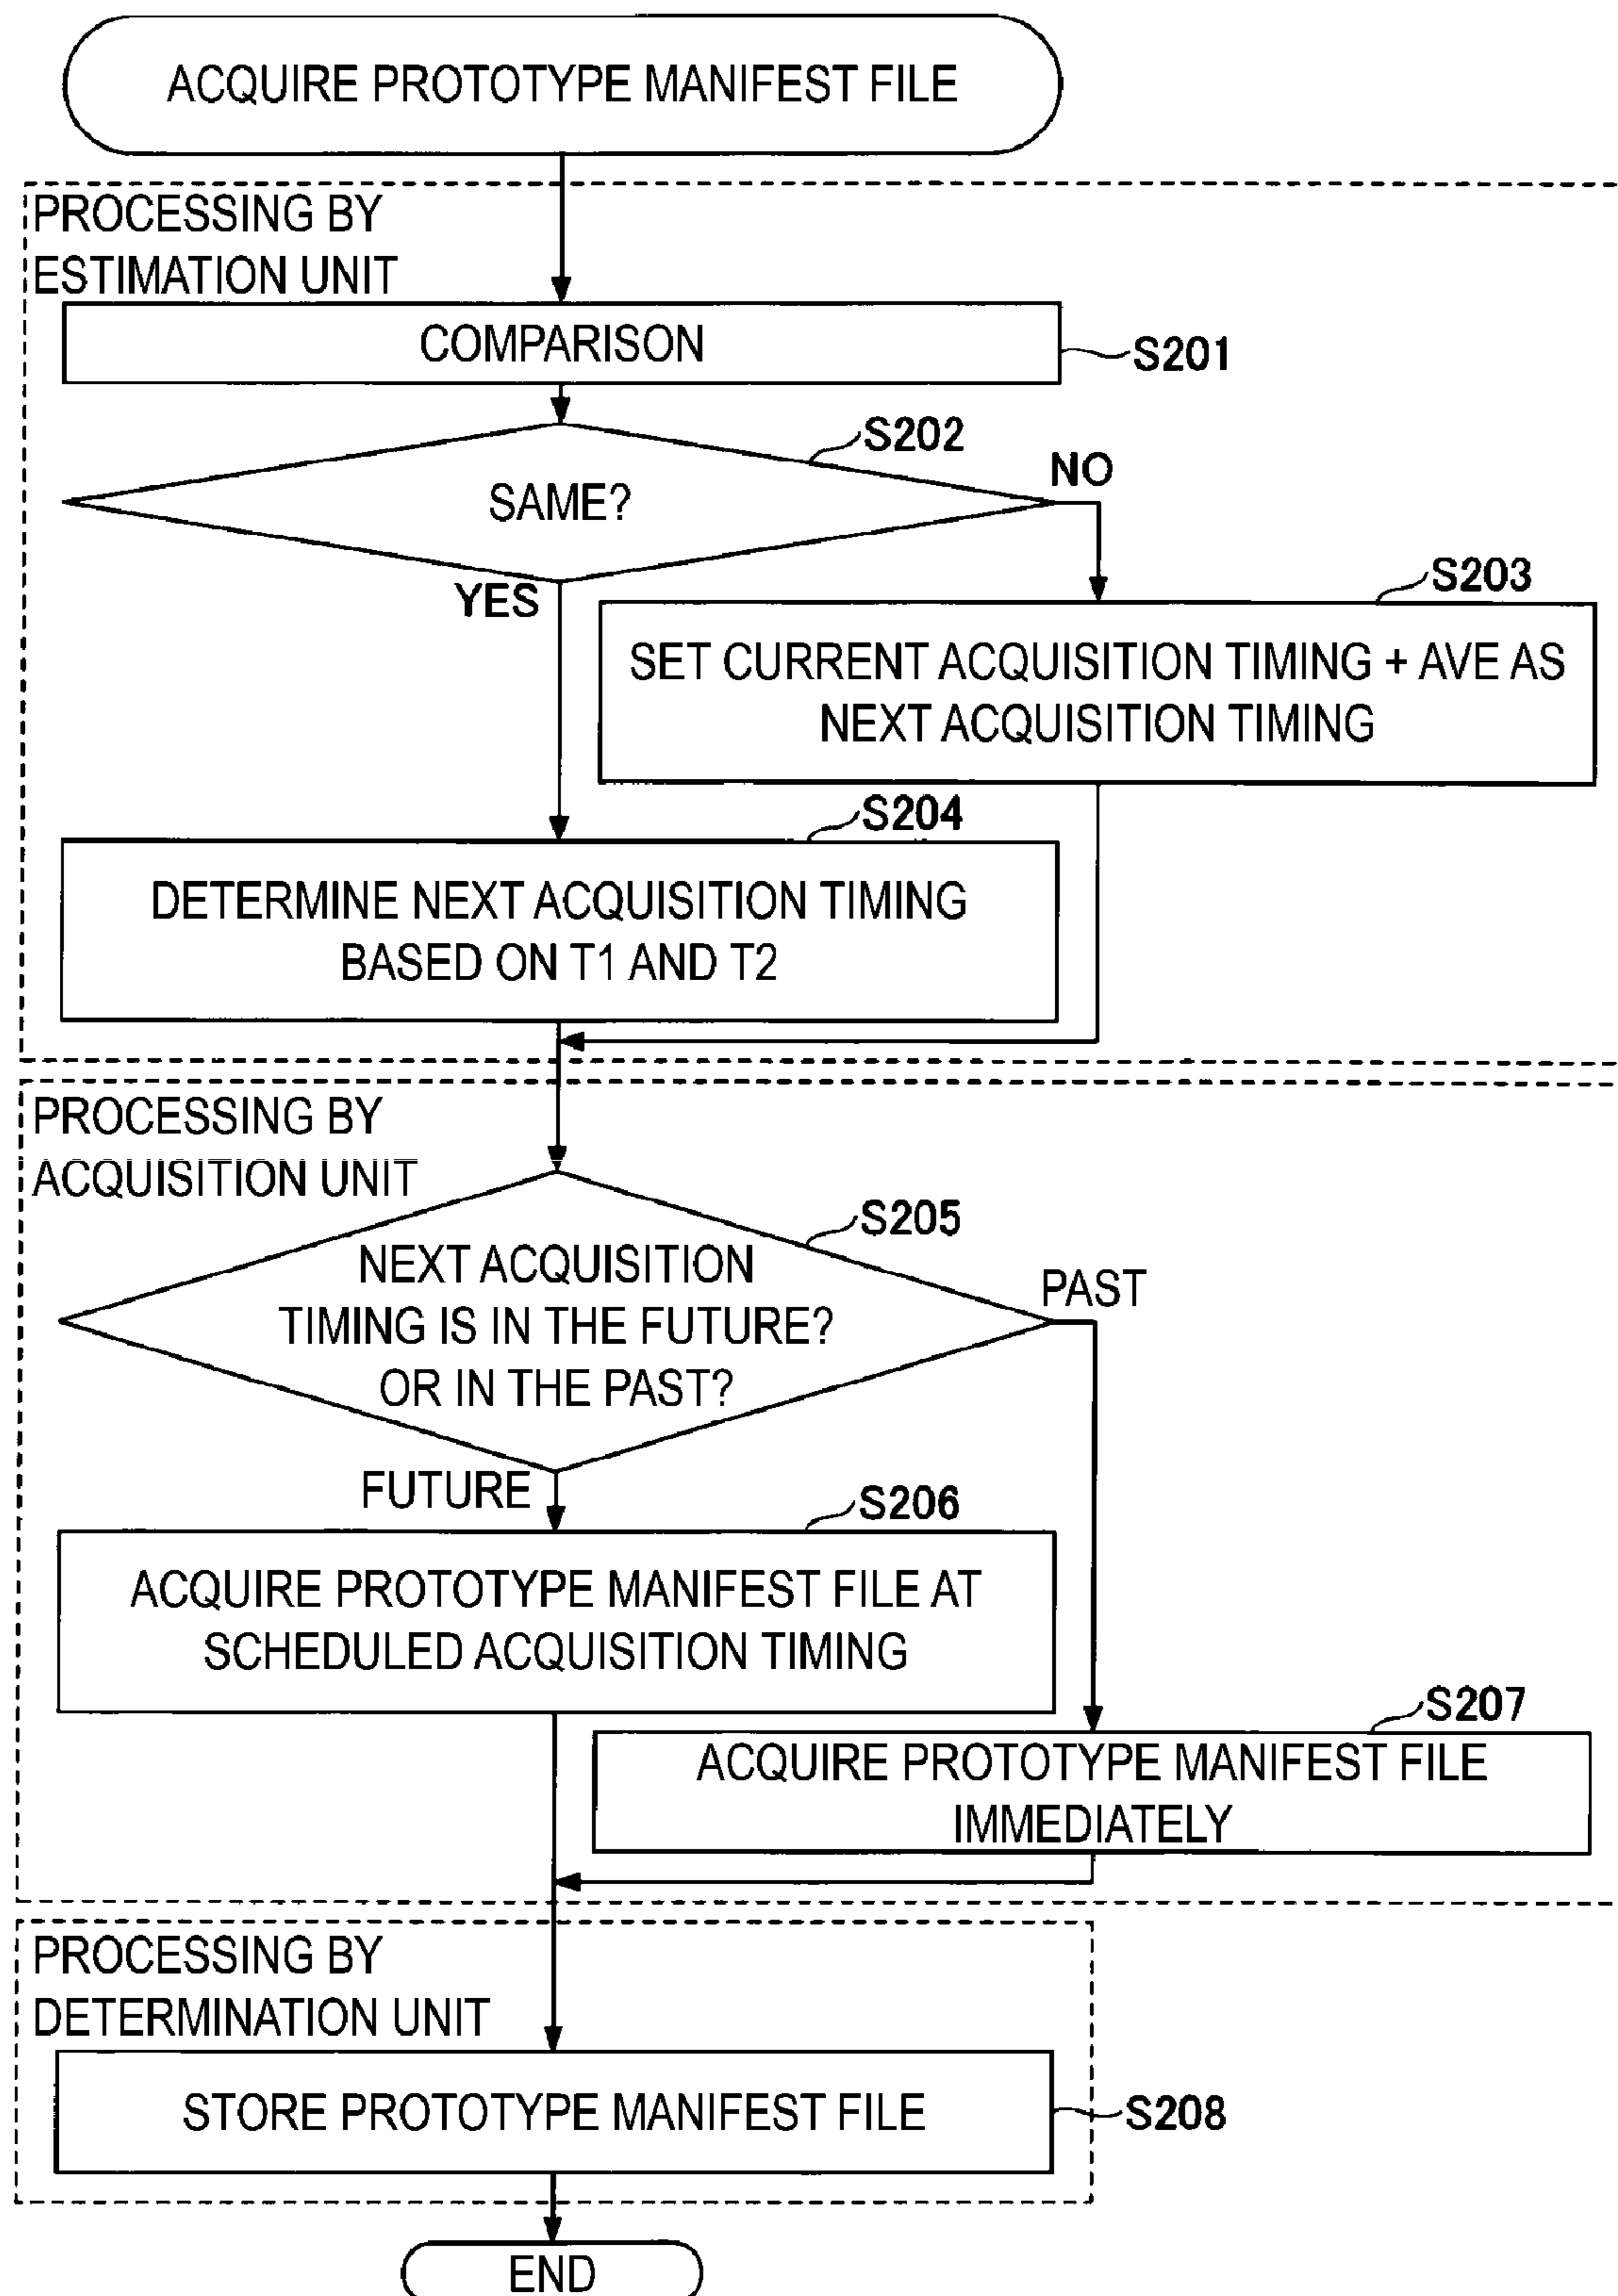 ACQUIRE PROTOTYPE MANIFEST FILE
PROCESSING BY
ESTIMATION UNIT
COMPARISON
S201
S202
SAME?
NO
YES
S203
SET CURRENT ACQUISITION TIMING + AVE AS
NEXT ACQUISITION TIMING
S204
DETERMINE NEXT ACQUISITION TIMING
BASED ON T1 AND T2
PROCESSING BY
ACQUISITION UNIT
S205
NEXT ACQUISITION
TIMING IS IN THE FUTURE?
OR IN THE PAST?
PAST
FUTURE
S206
ACQUIRE PROTOTYPE MANIFEST FILE AT
SCHEDULED ACQUISITION TIMING
S207
ACQUIRE PROTOTYPE MANIFEST FILE
IMMEDIATELY
PROCESSING BY
DETERMINATION UNIT
STORE PROTOTYPE MANIFEST FILE
S208
END